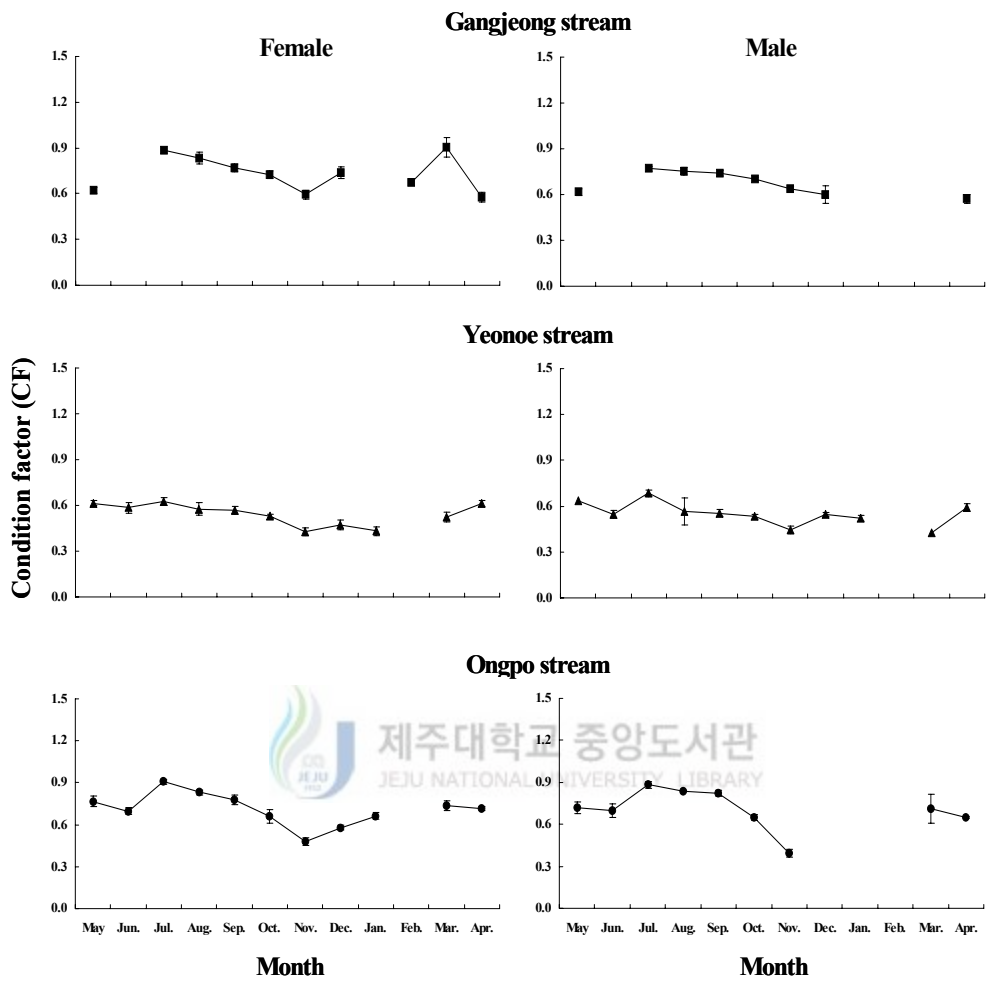 Gangjeong stream
Female
Male
1.5
1.2
0.9
0.6
0.3
0.0
1.5
1.2
0.9
0.6
0.3
0.0
Yeonoe stream
Condition factor (CF)
1.5
1.2
0.9
0.6
0.3
0.0
1.5
1.2
0.9
0.6
0.3
0.0
Ongpo stream
1.5
1.2
0.9
0.6
0.3
0.0
1.5
1.2
0.9
0.6
0.3
0.0
JEJU
1952
제주대학교 중앙도서관
JEJU NATIONAL UNIVERSITY LIBRARY
May Jun. Jul. Aug. Sep. Oct. Nov. Dec. Jan. Feb. Mar. Apr.
May Jun. Jul. Aug. Sep. Oct. Nov. Dec. Jan. Feb. Mar. Apr.
Month
Month